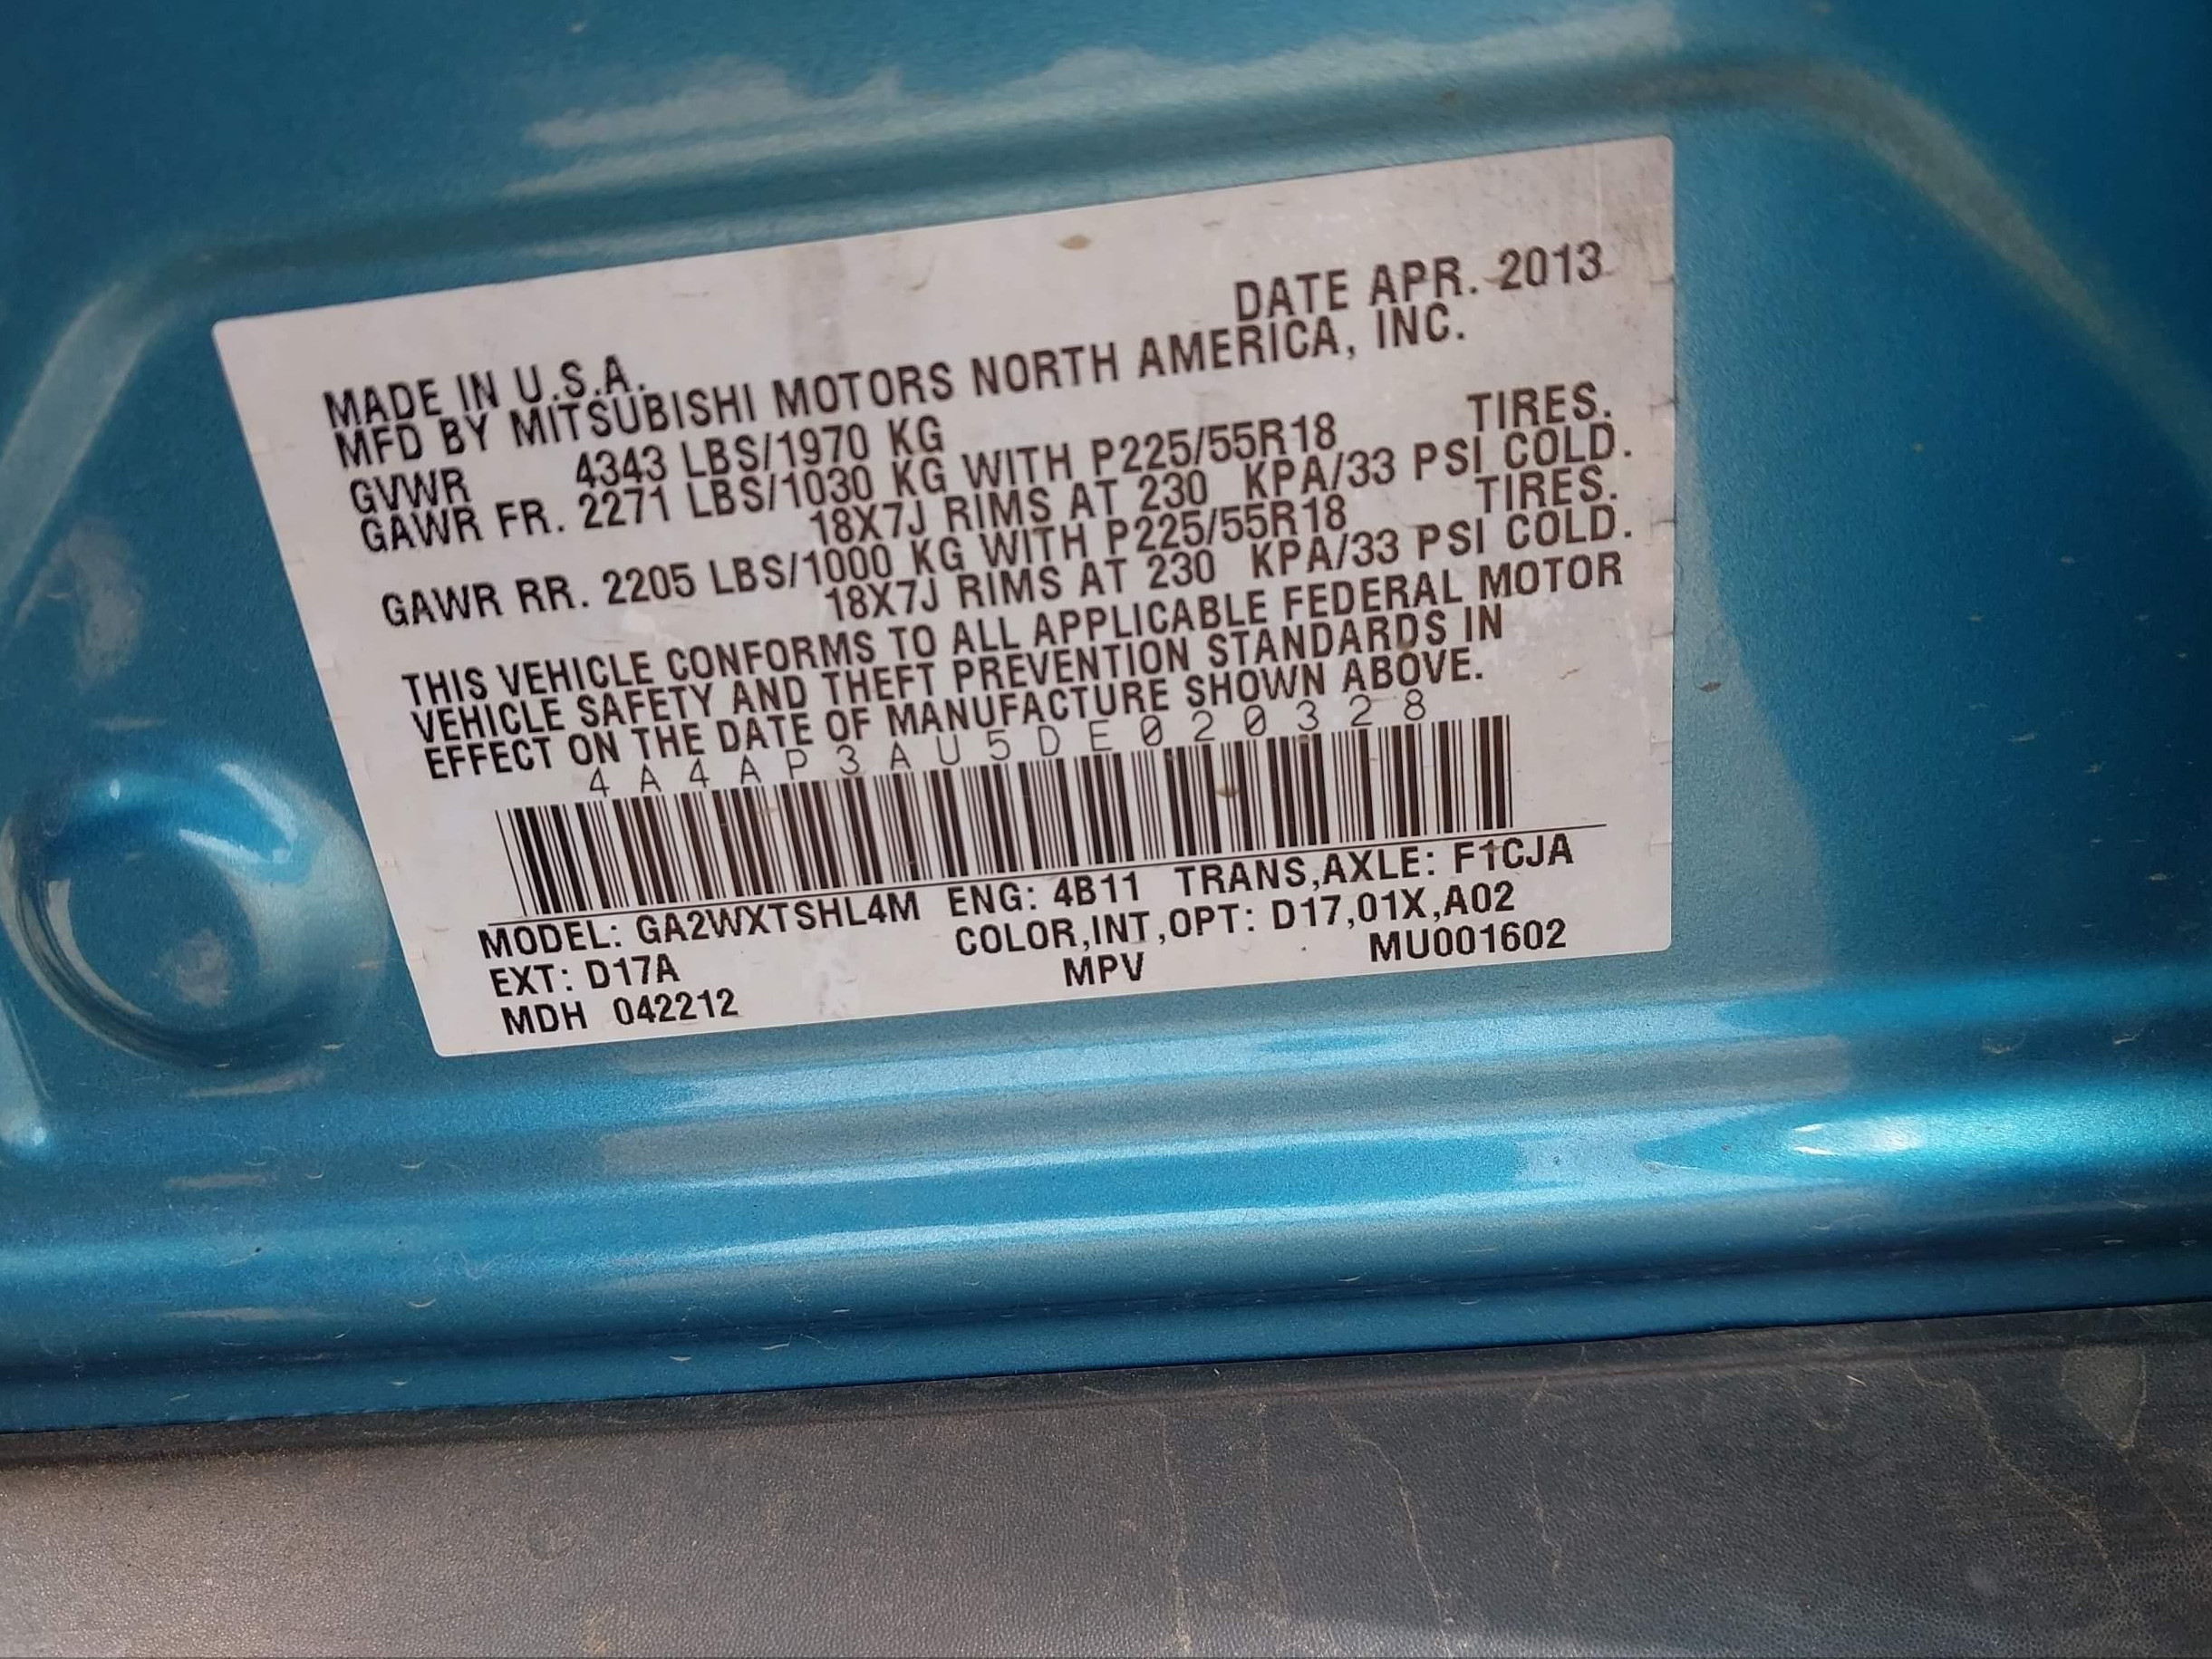 DATE APR. 2013
MADE IN U.S.A.
MFD BY MITSUBISHI MOTORS NORTH AMERICA, INC.
GVWR 4343 LBS/1970 KG
GAWR FR. 2271 LBS/1030 KG WITH P225/55R18 TIRES.
18X7J RIMS AT 230 KPA/33 PSI COLD.
GAWR RR. 2205 LBS/1000 KG WITH P225/55R18 TIRES.
18X7J RIMS AT 230 KPA/33 PSI COLD.
THIS VEHICLE CONFORMS TO ALL APPLICABLE FEDERAL MOTOR
VEHICLE SAFETY AND THEFT PREVENTION STANDARDS IN
EFFECT ON THE DATE OF MANUFACTURE SHOWN ABOVE.
4A4AP3AU5DE020328
MODEL: GA2WXTSHL4M ENG: 4B11 TRANS,AXLE: F1CJA
EXT: D17A COLOR,INT,OPT: D17,01X,A02
MDH 042212 MPV MU001602